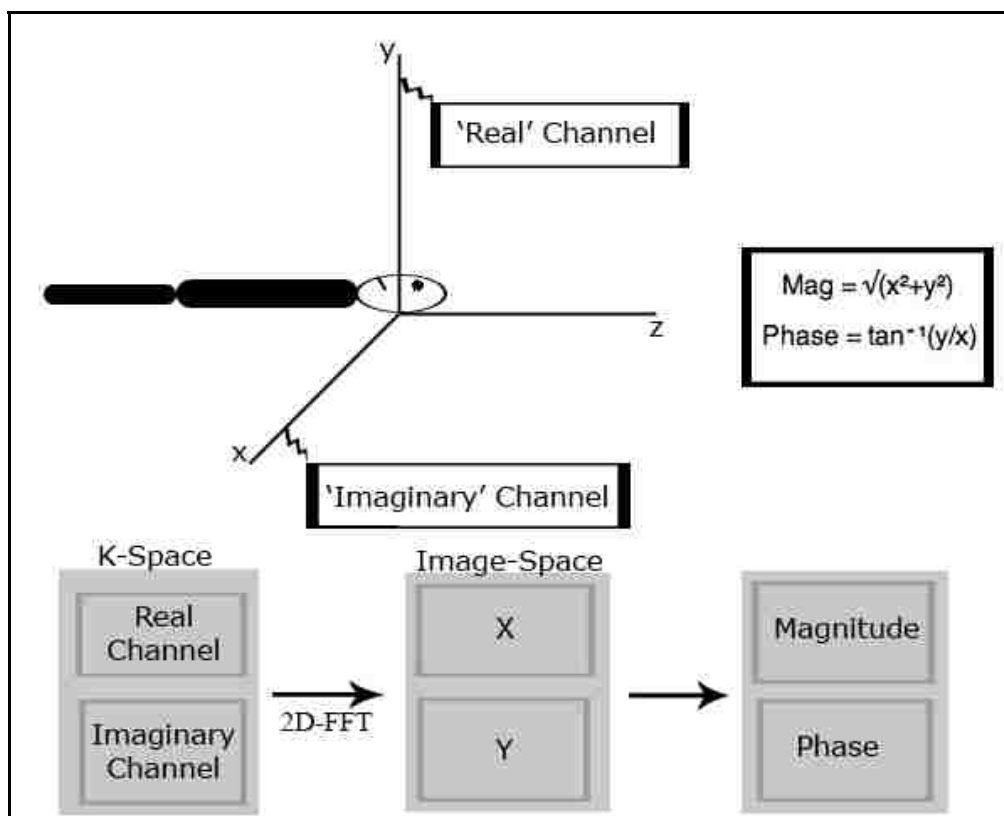 y
'Real' Channel
Mag = √(x²+y²)
Phase = tan⁻¹(y/x)
z
x
'Imaginary' Channel
K-Space
Image-Space
Real
Channel
X
Magnitude
2D-FFT
Imaginary
Channel
Y
Phase